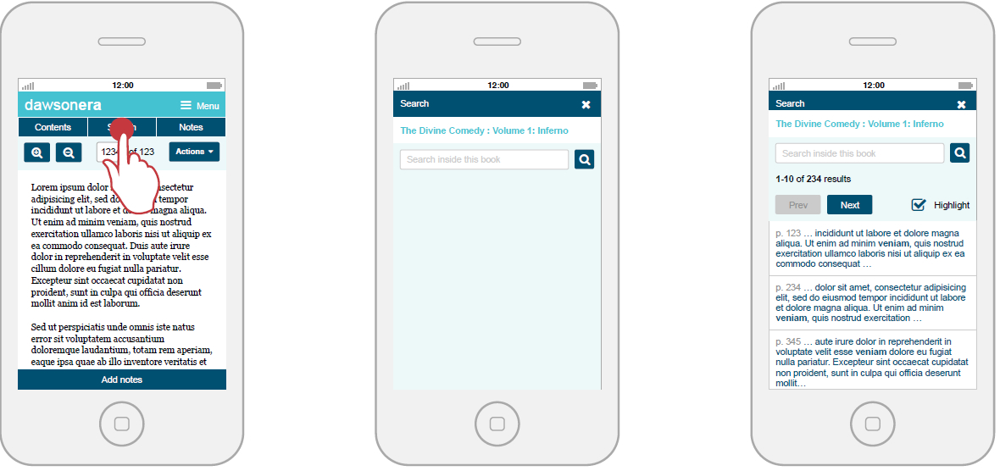 12:00
dawsonera
Menu
Contents
Notes
1234 of 123
Actions
Lorem ipsum dolor
adipisicing elit, sed do tempor
incididunt ut labore et magna aliqua.
Ut enim ad minim veniam, quis nostrud
exercitation ullamco laboris nisi ut aliquip ex
ea commodo consequat. Duis aute irure
dolor in reprehenderit in voluptate velit esse
cillum dolore eu fugiat nulla pariatur.
Excepteur sint occaecat cupidatat non
proident, sunt in culpa qui officia deserunt
mollit anim id est laborum.
Sed ut perspiciatis unde omnis iste natus
error sit voluptatem accusantium
doloremque laudantium, totam rem aperiam,
eaque ipsa quae ab illo inventore veritatis et
Add notes
12:00
Search
The Divine Comedy : Volume 1: Inferno
Search inside this book
12:00
Search
The Divine Comedy : Volume 1: Inferno
Search inside this book
1-10 of 234 results
Prev
Next
Highlight
p. 123 ... incididunt ut labore et dolore magna
aliqua. Ut enim ad minim veniam, quis nostrud
exercitation ullamco laboris nisi ut aliquip ex ea
commodo consequat ...
p. 234 ... dolor sit amet, consectetur adipisicing
elit, sed do eiusmod tempor incididunt ut labore
et dolore magna aliqua. Ut enim ad minim
veniam, quis nostrud exercitation ...
p. 345 ... aute irure dolor in reprehenderit in
voluptate velit esse veniam dolore eu fugiat
nulla pariatur. Excepteur sint occaecat cupidatat
non proident, sunt in culpa qui officia deserunt
mollit...